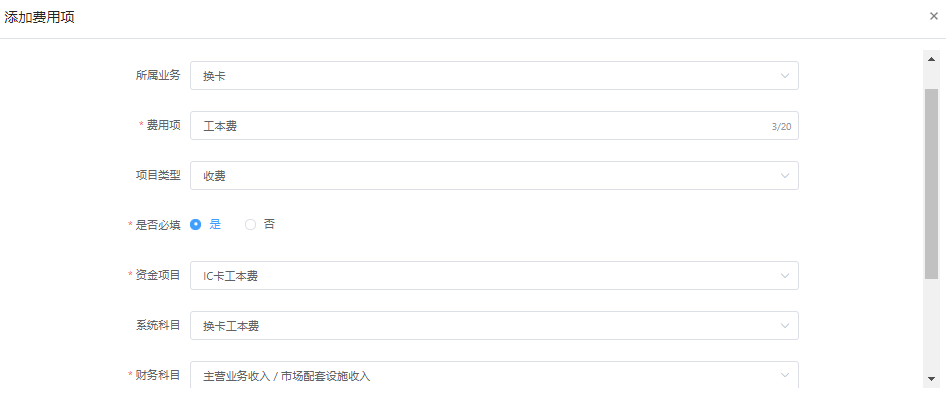 添加费用项
所属业务 换卡
* 费用项 工本费 3/20
项目类型 收费
* 是否必填 是 否
* 资金项目 IC卡工本费
系统科目 换卡工本费
* 财务科目 主营业务收入 / 市场配套设施收入